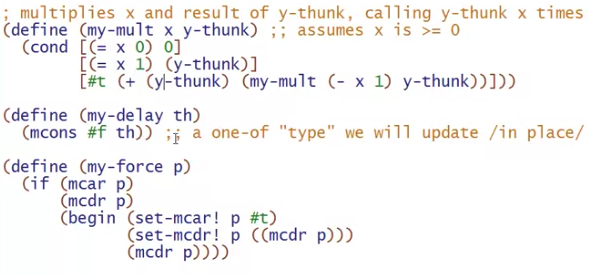 ; multiplies x and result of y-thunk, calling y-thunk x times
(define (my-mult x y-thunk) ;; assumes x is >= 0
  (cond [(= x 0) 0]
        [(= x 1) (y-thunk)]
        [#t (+ (y-thunk) (my-mult (- x 1) y-thunk))]))

(define (my-delay th)
  (mcons #f th)) ;; a one-of "type" we will update /in place/

(define (my-force p)
  (if (mcar p)
      (mcdr p)
      (begin (set-mcar! p #t)
             (set-mcdr! p ((mcdr p)))
             (mcdr p))))